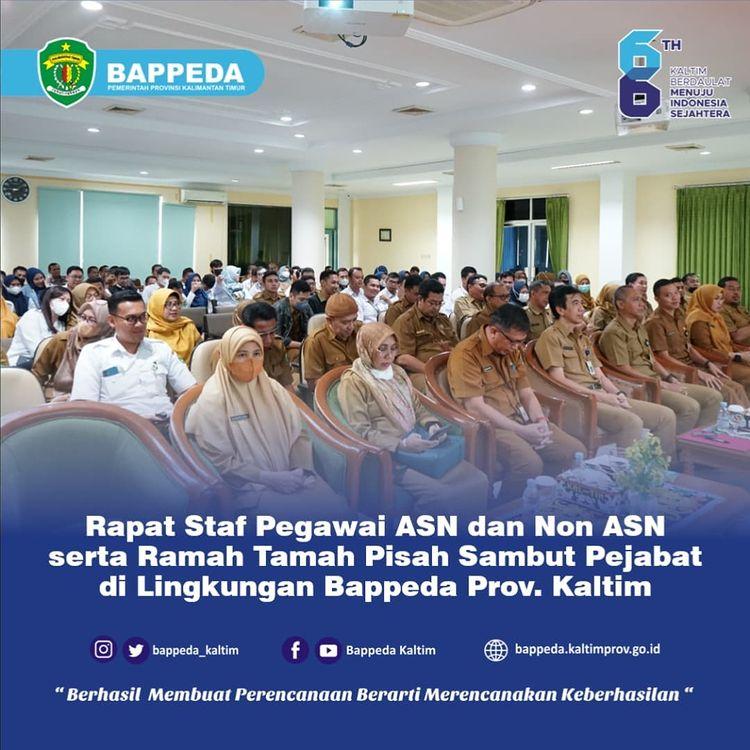 BAPPEDA
PEMERINTAH PROVINSI KALIMANTAN TIMUR
66 TH
KALTIM
BERDAULAT
MENUJU
INDONESIA
SEJAHTERA
Rapat Staf Pegawai ASN dan Non ASN
serta Ramah Tamah Pisah Sambut Pejabat
di Lingkungan Bappeda Prov. Kaltim
bappeda_kaltim
Bappeda Kaltim
bappeda.kaltimprov.go.id
“ Berhasil Membuat Perencanaan Berarti Merencanakan Keberhasilan “